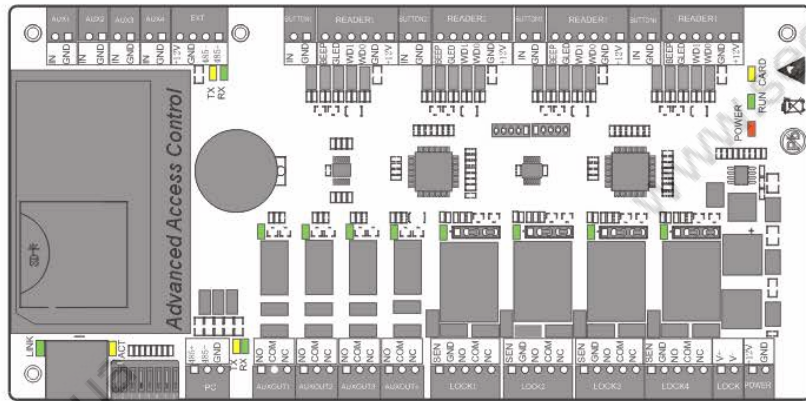 AUX1 AUX2 AUX3 AUX4 EXT BUTTON1 READER1 BUTTON2 READER2 READER3 BUTTON4 READER4
IN GND IN GND IN GND IN GND 485- 485- GND +12V
IN GND BEEP GLED WD1 WD0 GND +12V
IN GND BEEP GLED WD1 WD0 GND +12V
IN GND BEEP GLED WD1 WD0 GND +12V
IN GND BEEP GLED WD1 WD0 GND +12V
TX
RX
CARD
RUN
POWER
Pb
Advanced Access Control
SD卡
LINK
ACT
485- 485- GND
TX
RX
NO COM NC
NO COM NC
NO COM NC
NO COM NC
SEN GND NO COM NC
SEN GND NO COM NC
SEN GND NO COM NC
SEN GND NO COM NC
V- V-
+12V GND
PC AUXOUT1 AUXOUT2 AUXOUT3 AUXOUT4 LOCK1 LOCK2 LOCK3 LOCK4 LOCK POWER